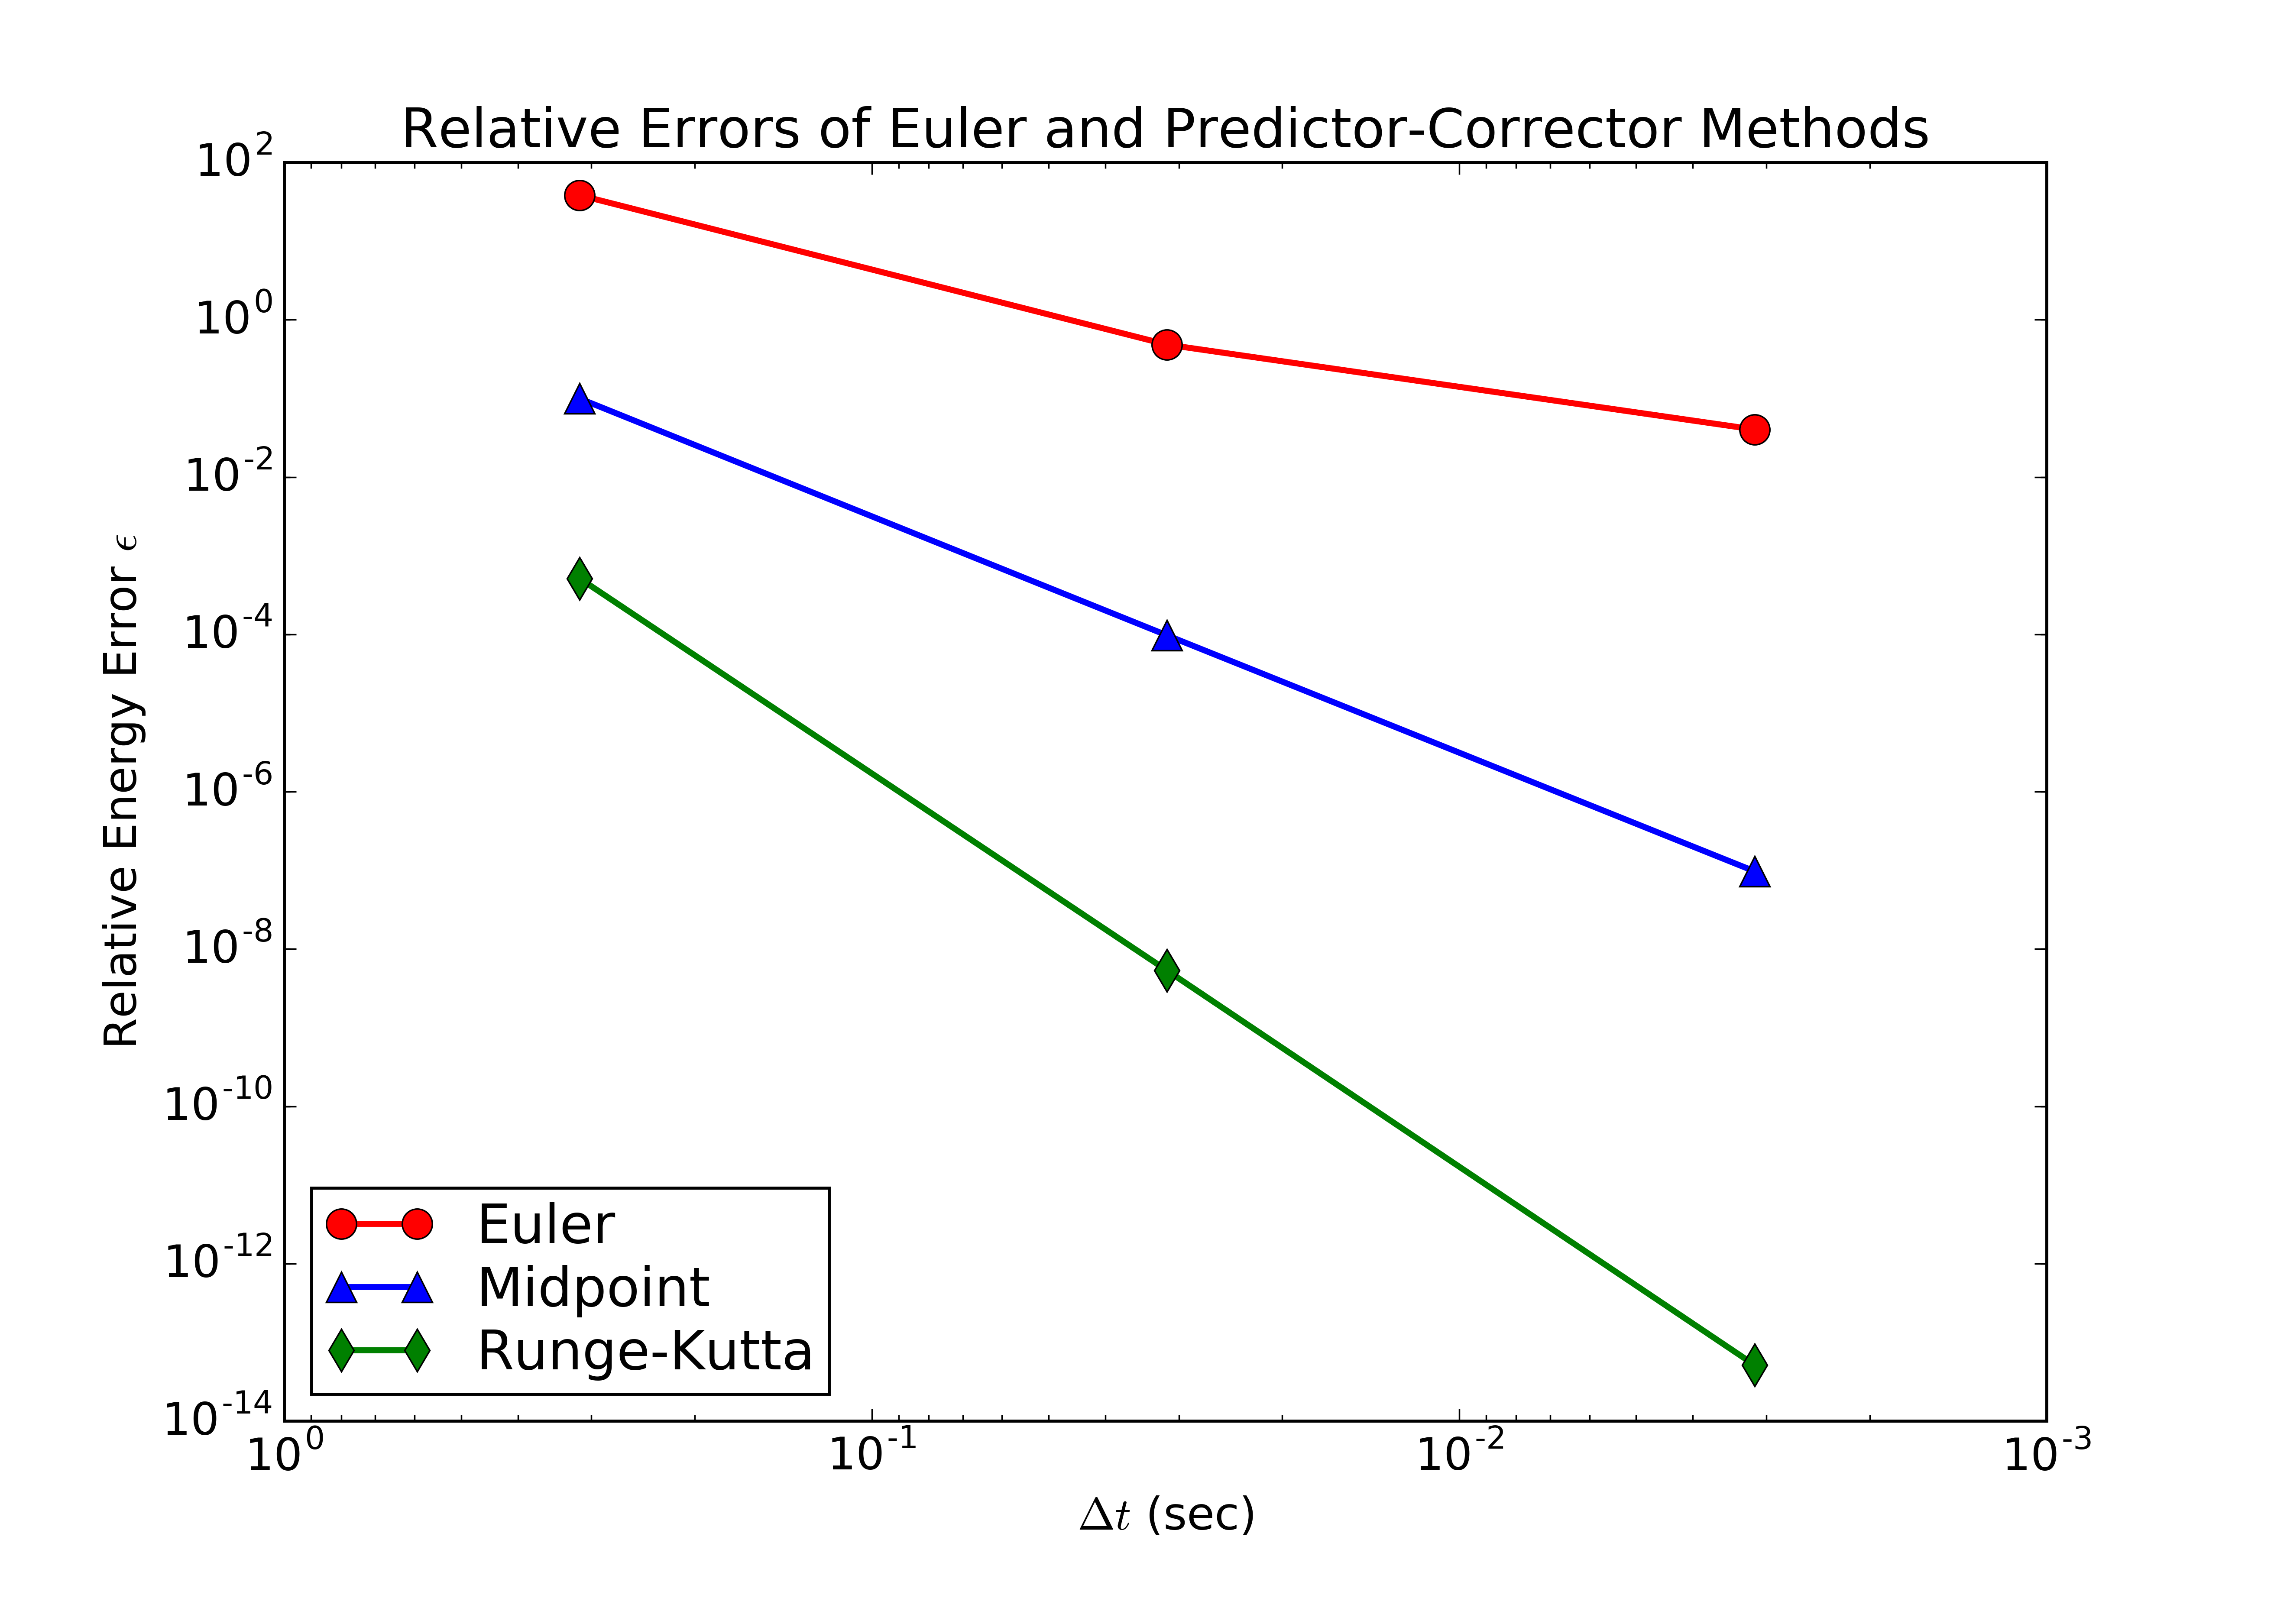 Relative Errors of Euler and Predictor-Corrector Methods
10^2
10^0
10^-2
10^-4
10^-6
10^-8
10^-10
10^-12
10^-14
Relative Energy Error ϵ
Euler
Midpoint
Runge-Kutta
10^0 10^-1 10^-2 10^-3
Δt (sec)